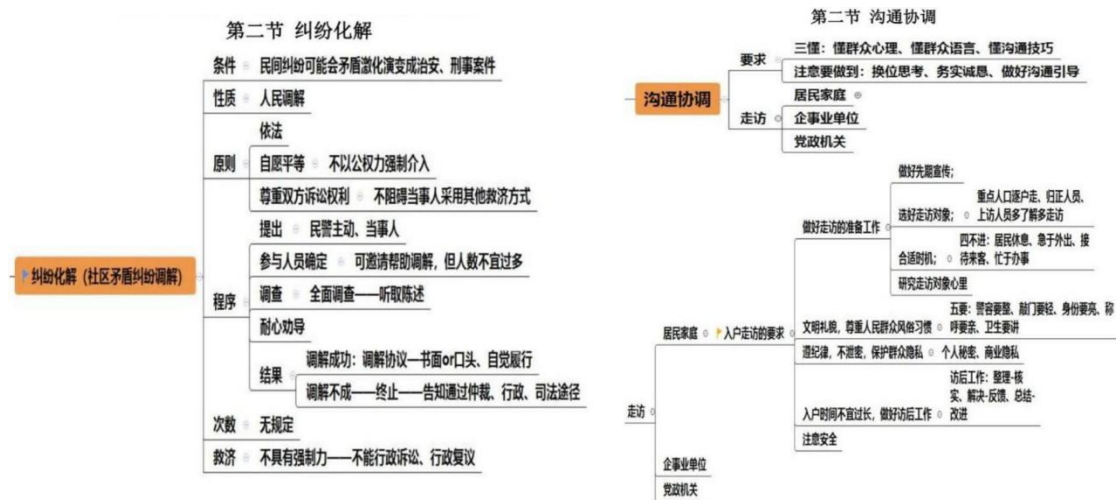 第二节 纠纷化解
条件
民间纠纷可能会矛盾激化演变成治安、刑事案件
性质
人民调解
依法
原则
自愿平等
不以公权力强制介入
尊重双方诉讼权利
不阻碍当事人采用其他救济方式
提出
民警主动、当事人
参与人员确定
可邀请帮助调解，但人数不宜过多
纠纷化解（社区矛盾纠纷调解）
程序
调查
全面调查——听取陈述
耐心劝导
结果
调解成功：调解协议—书面or口头、自觉履行
调解不成——终止——告知通过仲裁、行政、司法途径
次数
无规定
救济
不具有强制力——不能行政诉讼、行政复议
第二节 沟通协调
要求
三懂：懂群众心理、懂群众语言、懂沟通技巧
注意要做到：换位思考、务实诚恳、做好沟通引导
沟通协调
居民家庭
走访
企事业单位
党政机关
做好先期宣传；
做好走访的准备工作
选好走访对象；
重点人口逐户走、归正人员、
上访人员多了解多走访
合适时机；
四不进：居民休息、急于外出、接
待来客、忙于办事
研究走访对象心里
居民家庭
入户走访的要求
文明礼貌，尊重人民群众风俗习惯
五要：警容要整、敲门要轻、身份要亮、称
呼要亲、卫生要讲
遵纪律，不泄密，保护群众隐私
个人秘密、商业隐私
走访
入户时间不宜过长，做好访后工作
访后工作：整理-核
实、解决-反馈、总结-
改进
注意安全
企事业单位
党政机关